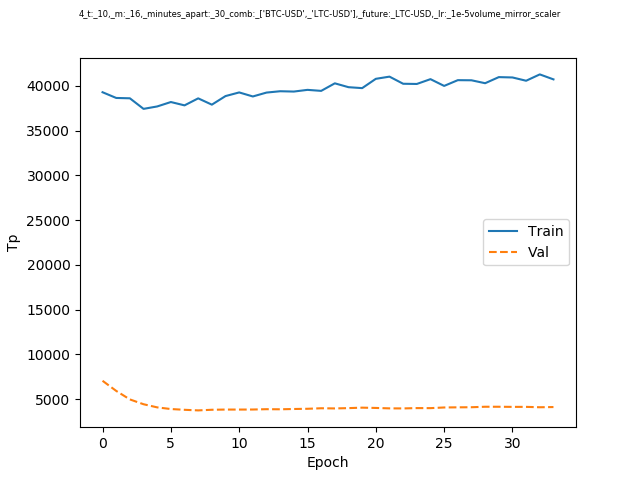 4_t:_10,_m:_16,_minutes_apart:_30_comb:_['BTC-USD',_'LTC-USD'],_future:_LTC-USD,_lr:_1e-5volume_mirror_scaler
40000
35000
30000
25000
20000
15000
10000
5000
Tp
Train
Val
0 5 10 15 20 25 30
Epoch